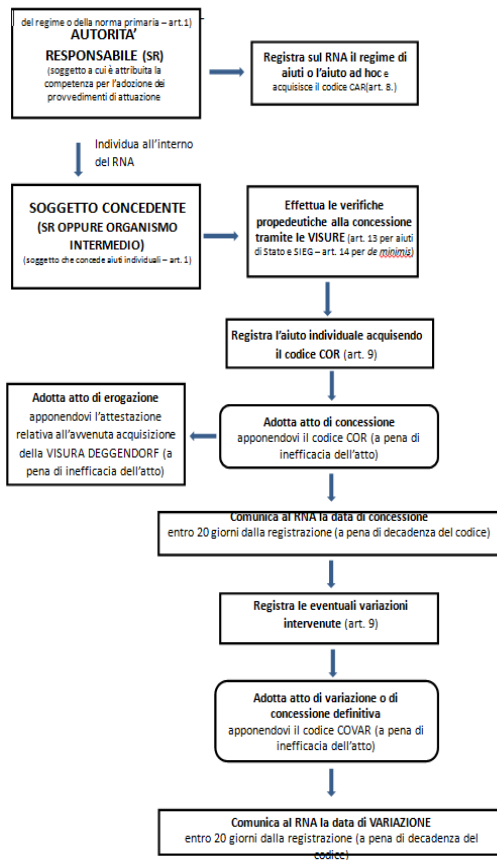 del regime o della norma primaria – art.1)
AUTORITA’
RESPONSABILE (SR)
(soggetto a cui è attribuita la
competenza per l’adozione dei
provvedimenti di attuazione
Registra sul RNA il regime di
aiuti o l’aiuto ad hoc e
acquisisce il codice CAR(art. 8.)
Individua all’interno
del RNA
SOGGETTO CONCEDENTE
(SR OPPURE ORGANISMO
INTERMEDIO)
(soggetto che concede aiuti individuali – art. 1)
Effettua le verifiche
propedeutiche alla concessione
tramite le VISURE (art. 13 per aiuti
di Stato e SIEG – art. 14 per de minimis)
Registra l’aiuto individuale acquisendo
il codice COR (art. 9)
Adotta atto di erogazione
apponendovi l’attestazione
relativa all’avvenuta acquisizione
della VISURA DEGGENDORF (a
pena di inefficacia dell’atto)
Adotta atto di concessione
apponendovi il codice COR (a pena di
inefficacia dell’atto)
Comunica al RNA la data di concessione
entro 20 giorni dalla registrazione (a pena di decadenza del codice)
Registra le eventuali variazioni
intervenute (art. 9)
Adotta atto di variazione o di
concessione definitiva
apponendovi il codice COVAR (a pena di
inefficacia dell’atto)
Comunica al RNA la data di VARIAZIONE
entro 20 giorni dalla registrazione (a pena di decadenza del
codice)